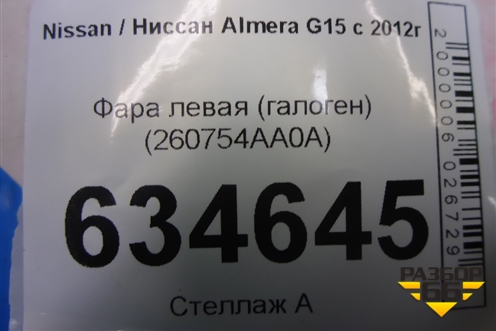 Nissan / Ниссан Almera G15 с 2012г
Фара левая (галоген)
(260754AA0A)
634645
Стеллаж А
2000006026729
РАЗБОР
66